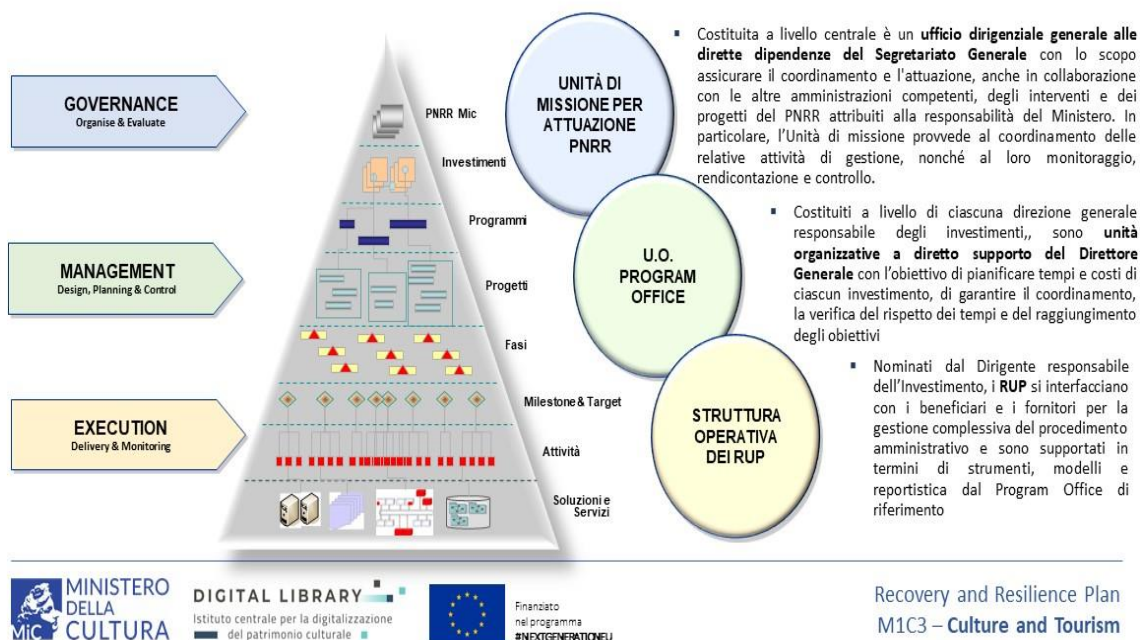 GOVERNANCE
Organise & Evaluate
MANAGEMENT
Design, Planning & Control
EXECUTION
Delivery & Monitoring
PNRR Mic
Investimenti
Programmi
Progetti
Fasi
Milestone & Target
Attività
Soluzioni e
Servizi
UNITÀ DI
MISSIONE PER
ATTUAZIONE
PNRR
U.O.
PROGRAM
OFFICE
STRUTTURA
OPERATIVA
DEI RUP
▪ Costituita a livello centrale è un ufficio dirigenziale generale alle
dirette dipendenze del Segretariato Generale con lo scopo
assicurare il coordinamento e l'attuazione, anche in collaborazione
con le altre amministrazioni competenti, degli interventi e dei
progetti del PNRR attribuiti alla responsabilità del Ministero. In
particolare, l'Unità di missione provvede al coordinamento delle
relative attività di gestione, nonché al loro monitoraggio,
rendicontazione e controllo.
▪ Costituiti a livello di ciascuna direzione generale
responsabile degli investimenti,, sono unità
organizzative a diretto supporto del Direttore
Generale con l'obiettivo di pianificare tempi e costi di
ciascun investimento, di garantire il coordinamento,
la verifica del rispetto dei tempi e del raggiungimento
degli obiettivi
▪ Nominati dal Dirigente responsabile
dell'Investimento, i RUP si interfacciano
con i beneficiari e i fornitori per la
gestione complessiva del procedimento
amministrativo e sono supportati in
termini di strumenti, modelli e
reportistica dal Program Office di
riferimento
MiC
MINISTERO
DELLA
CULTURA
DIGITAL LIBRARY
Istituto centrale per la digitalizzazione
del patrimonio culturale
Finanziato
nel programma
#NEXTGENERATIONEU
Recovery and Resilience Plan
M1C3 – Culture and Tourism